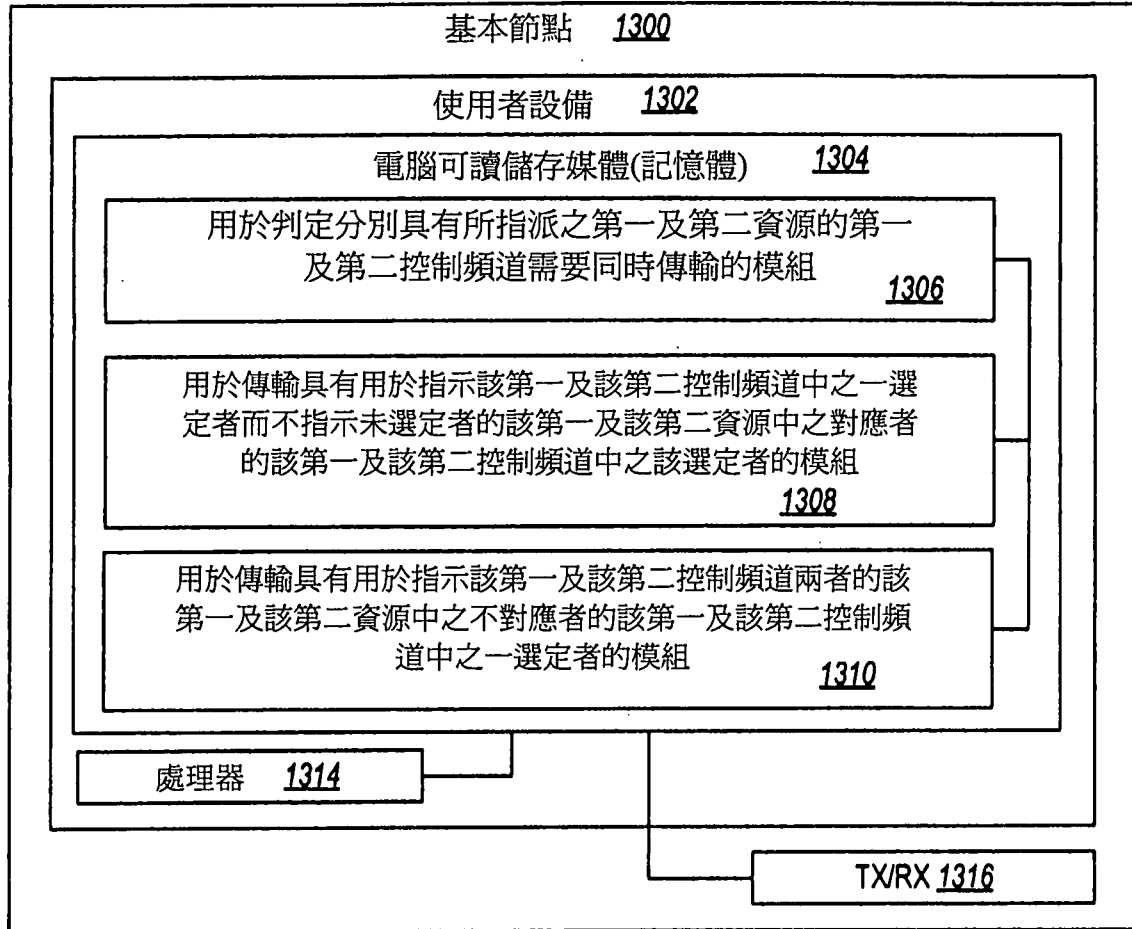 基本節點 1300
使用者設備 1302
電腦可讀儲存媒體(記憶體) 1304
用於判定分別具有所指派之第一及第二資源的第一
及第二控制頻道需要同時傳輸的模組
1306
用於傳輸具有用於指示該第一及該第二控制頻道中之一選
定者而不指示未選定者的該第一及該第二資源中之對應者
的該第一及該第二控制頻道中之該選定者的模組
1308
用於傳輸具有用於指示該第一及該第二控制頻道兩者的該
第一及該第二資源中之不對應者的該第一及該第二控制頻
道中之一選定者的模組
1310
處理器 1314
TX/RX 1316